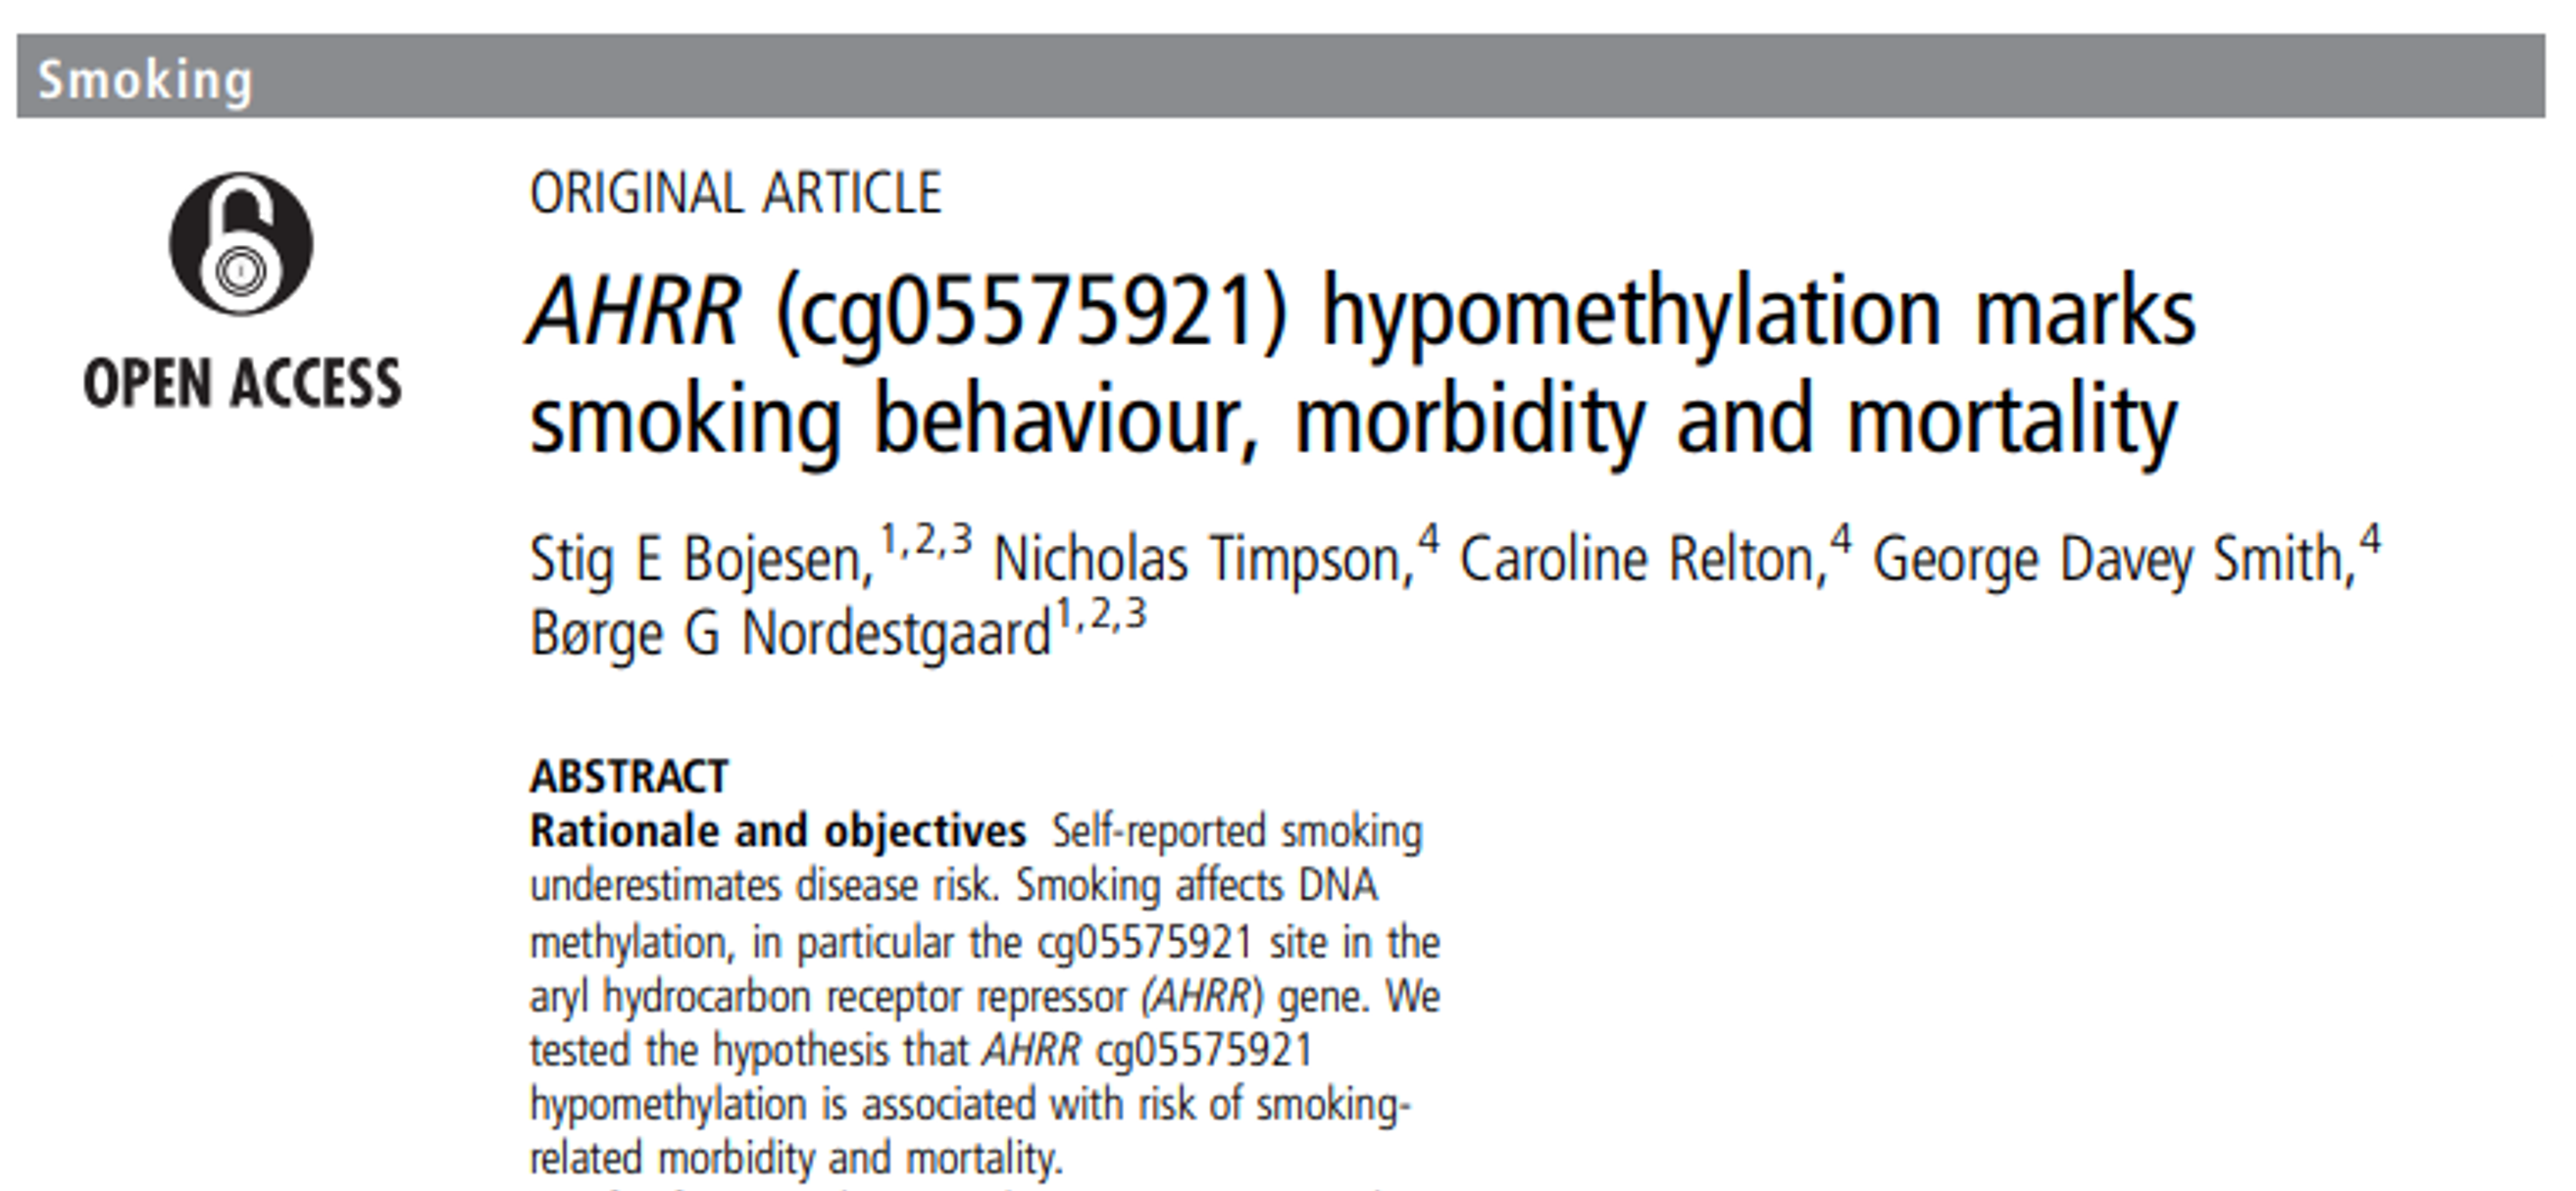 Smoking
OPEN ACCESS
ORIGINAL ARTICLE
AHRR (cg05575921) hypomethylation marks
smoking behaviour, morbidity and mortality
Stig E Bojesen,1,2,3 Nicholas Timpson,4 Caroline Relton,4 George Davey Smith,4
Børge G Nordestgaard1,2,3
ABSTRACT
Rationale and objectives Self-reported smoking
underestimates disease risk. Smoking affects DNA
methylation, in particular the cg05575921 site in the
aryl hydrocarbon receptor repressor (AHRR) gene. We
tested the hypothesis that AHRR cg05575921
hypomethylation is associated with risk of smoking-
related morbidity and mortality.